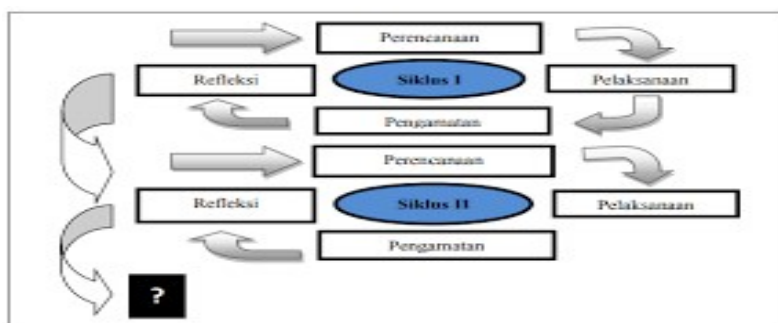 Perencanaan
Refleksi
Siklus I
Pelaksanaan
Pengamatan
Perencanaan
Refleksi
Siklus II
Pelaksanaan
Pengamatan
?